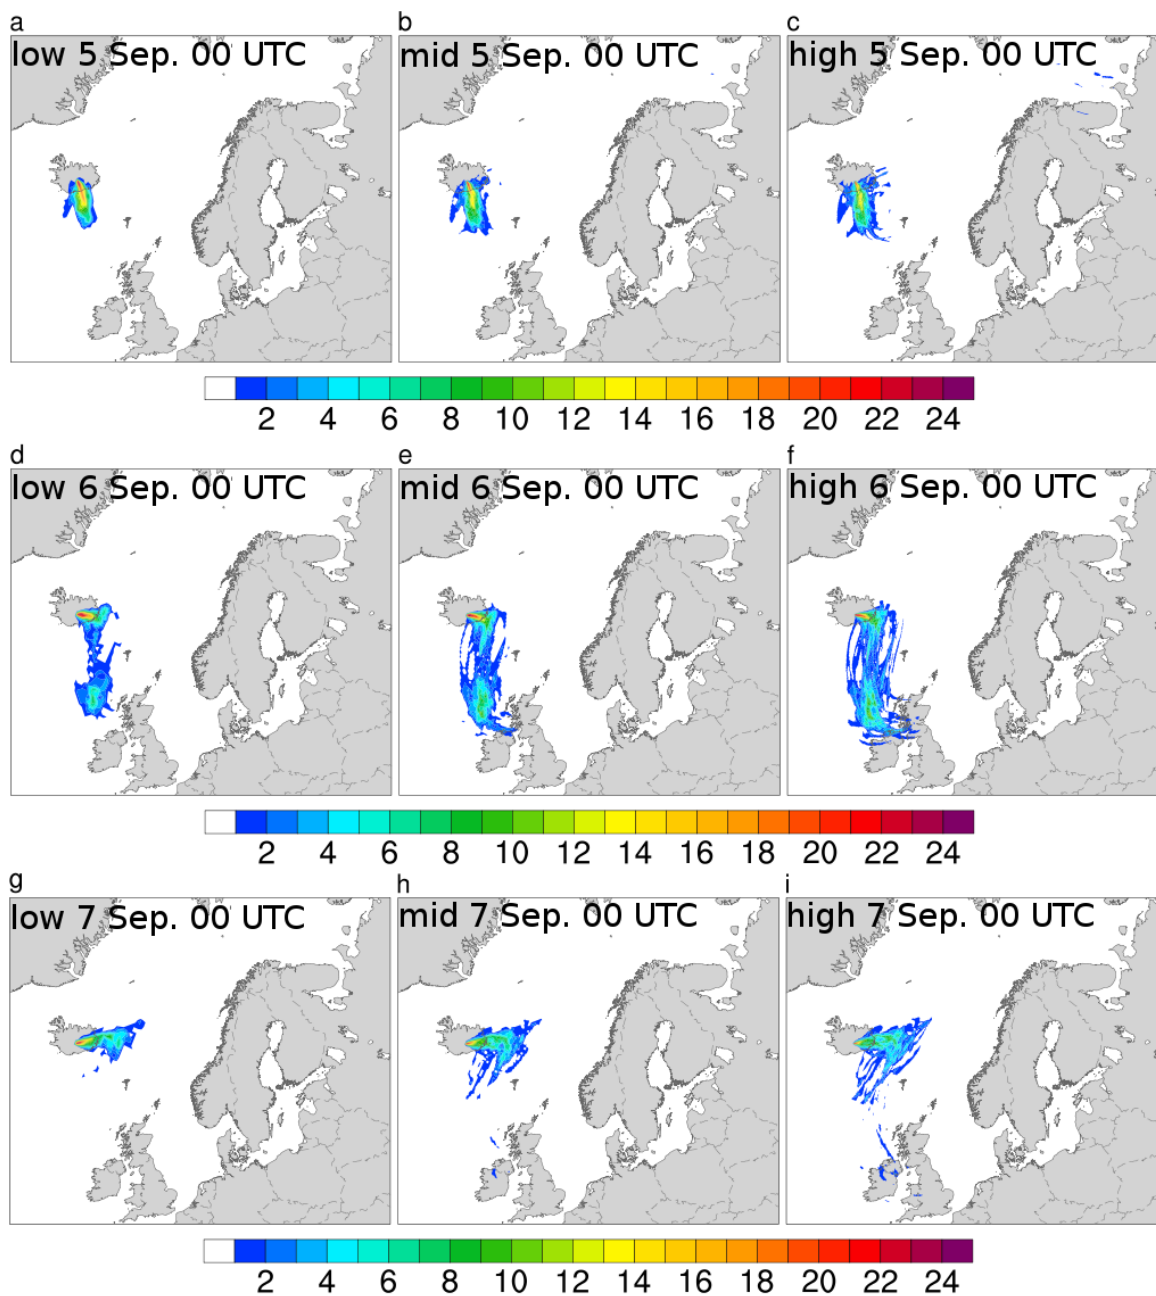 a b c
low 5 Sep. 00 UTC mid 5 Sep. 00 UTC high 5 Sep. 00 UTC
2 4 6 8 10 12 14 16 18 20 22 24
d e f
low 6 Sep. 00 UTC mid 6 Sep. 00 UTC high 6 Sep. 00 UTC
2 4 6 8 10 12 14 16 18 20 22 24
g h i
low 7 Sep. 00 UTC mid 7 Sep. 00 UTC high 7 Sep. 00 UTC
2 4 6 8 10 12 14 16 18 20 22 24